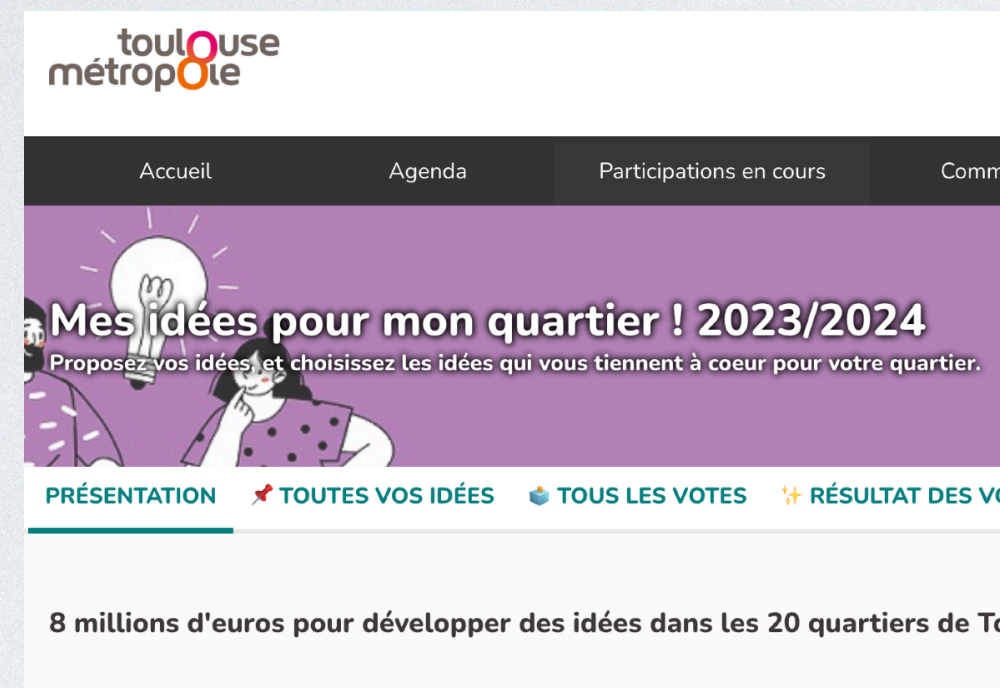 toulouse
métropole
Accueil Agenda Participations en cours
Mes idées pour mon quartier ! 2023/2024
Proposez vos idées, et choisissez les idées qui vous tiennent à coeur pour votre quartier.
PRÉSENTATION 📌 TOUTES VOS IDÉES 🗳️ TOUS LES VOTES ✨ RÉSULTAT DES
8 millions d'euros pour développer des idées dans les 20 quartiers de